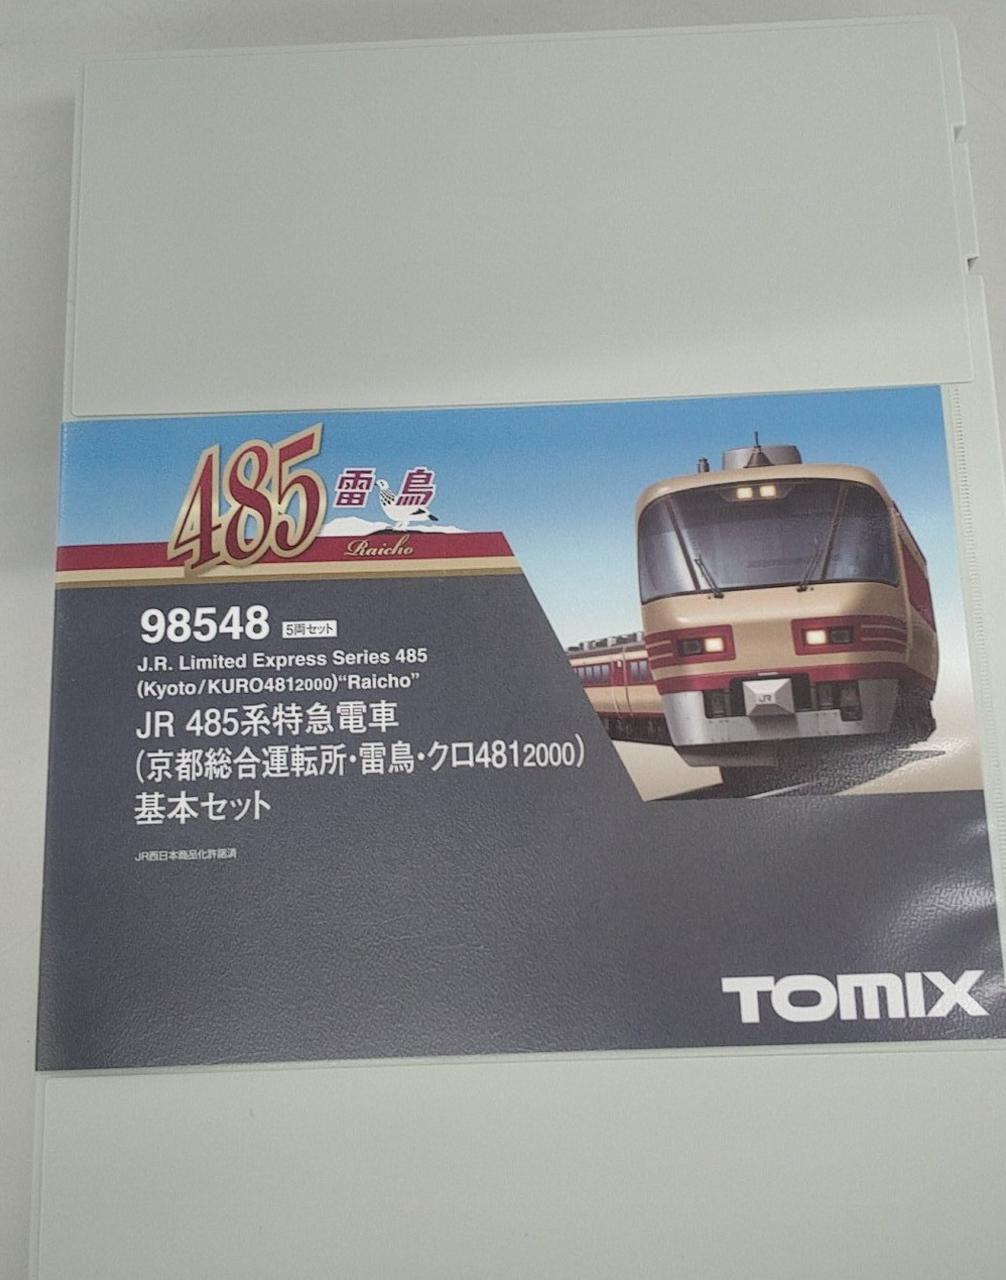 485
雷鳥
Raicho
98548 5両セット
J.R. Limited Express Series 485
(Kyoto/KURO4812000)“Raicho”
JR 485系特急電車
(京都総合運転所・雷鳥・クロ4812000)
基本セット
JR西日本商品化許諾済
JR
TOMIX